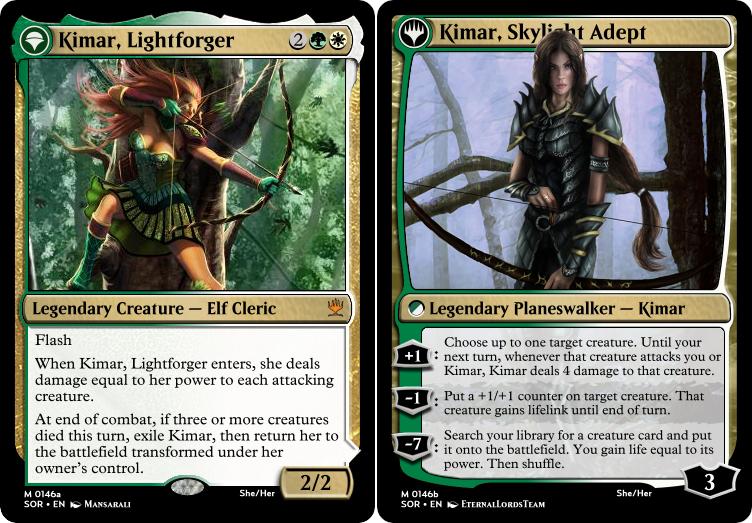 Kimar, Lightforger 2
Legendary Creature — Elf Cleric
Flash
When Kimar, Lightforger enters, she deals
damage equal to her power to each attacking
creature.
At end of combat, if three or more creatures
died this turn, exile Kimar, then return her to
the battlefield transformed under her
owner's control.
2/2
M 0146a She/Her
SOR • EN MANSARALI
Kimar, Skylight Adept
Legendary Planeswalker — Kimar
+1: Choose up to one target creature. Until your
next turn, whenever that creature attacks you or
Kimar, Kimar deals 4 damage to that creature.
-1: Put a +1/+1 counter on target creature. That
creature gains lifelink until end of turn.
-7: Search your library for a creature card and put
it onto the battlefield. You gain life equal to its
power. Then shuffle.
3
M 0146b She/Her
SOR • EN ETERNALLORDSTEAM